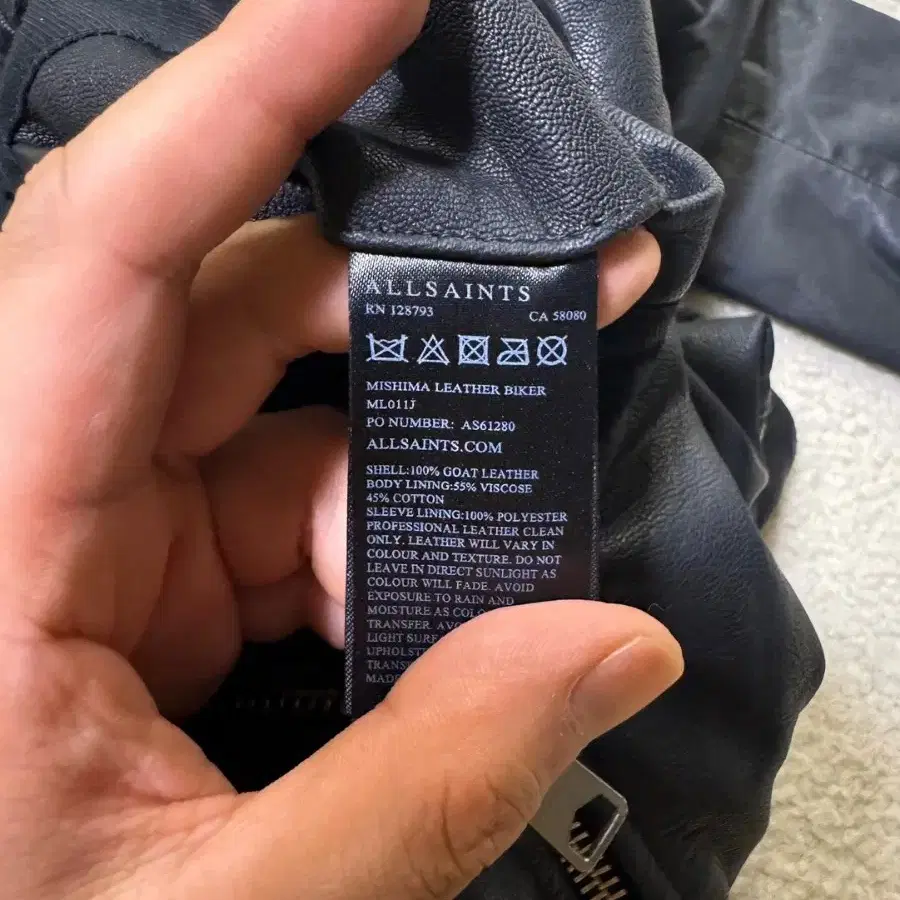 ALLSAINTS
RN 128793 CA 58080
MISHIMA LEATHER BIKER
ML011J
PO NUMBER: AS61280
ALLSAINTS.COM
SHELL:100% GOAT LEATHER
BODY LINING:55% VISCOSE
45% COTTON
SLEEVE LINING:100% POLYESTER
PROFESSIONAL LEATHER CLEAN
ONLY. LEATHER WILL VARY IN
COLOUR AND TEXTURE. DO NOT
LEAVE IN DIRECT SUNLIGHT AS
COLOUR WILL FADE. AVOID
EXPOSURE TO RAIN AND
MOISTURE AS
TRANSFER.
LIGHT